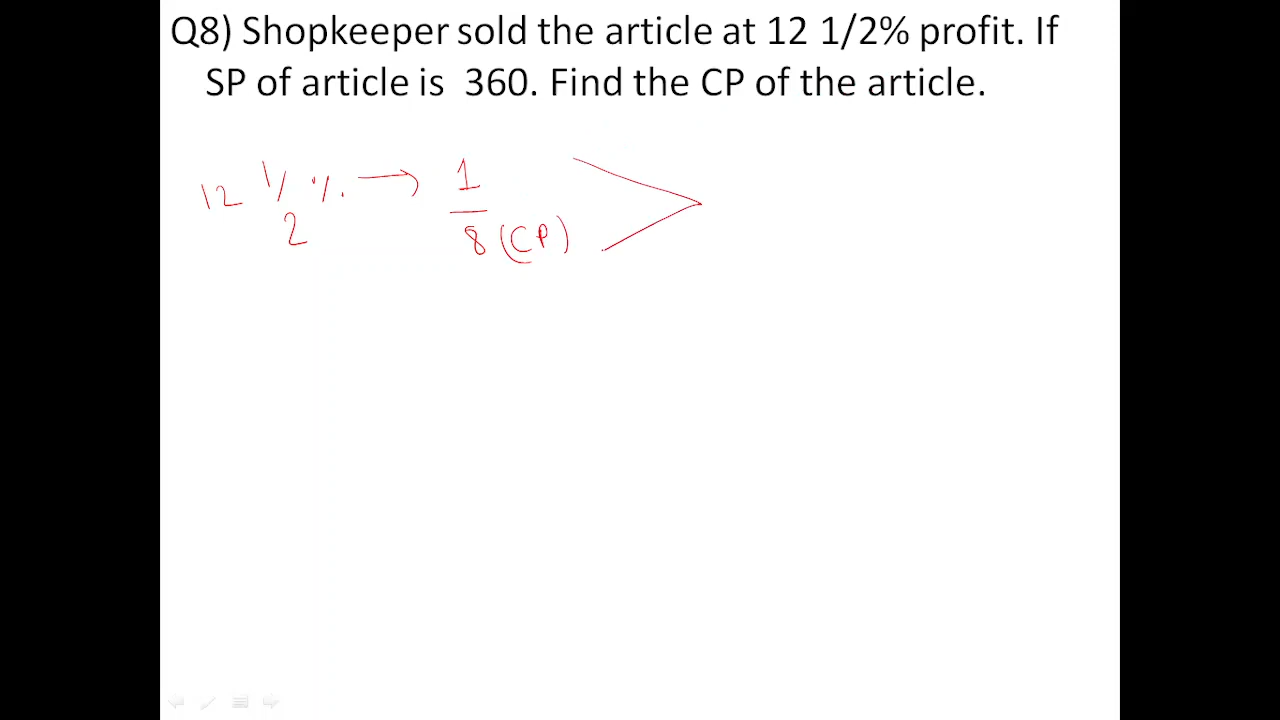 Q8) Shopkeeper sold the article at 12 1/2% profit. If
SP of article is  360. Find the CP of the article.
12 1/2 % → 1/8 (CP)